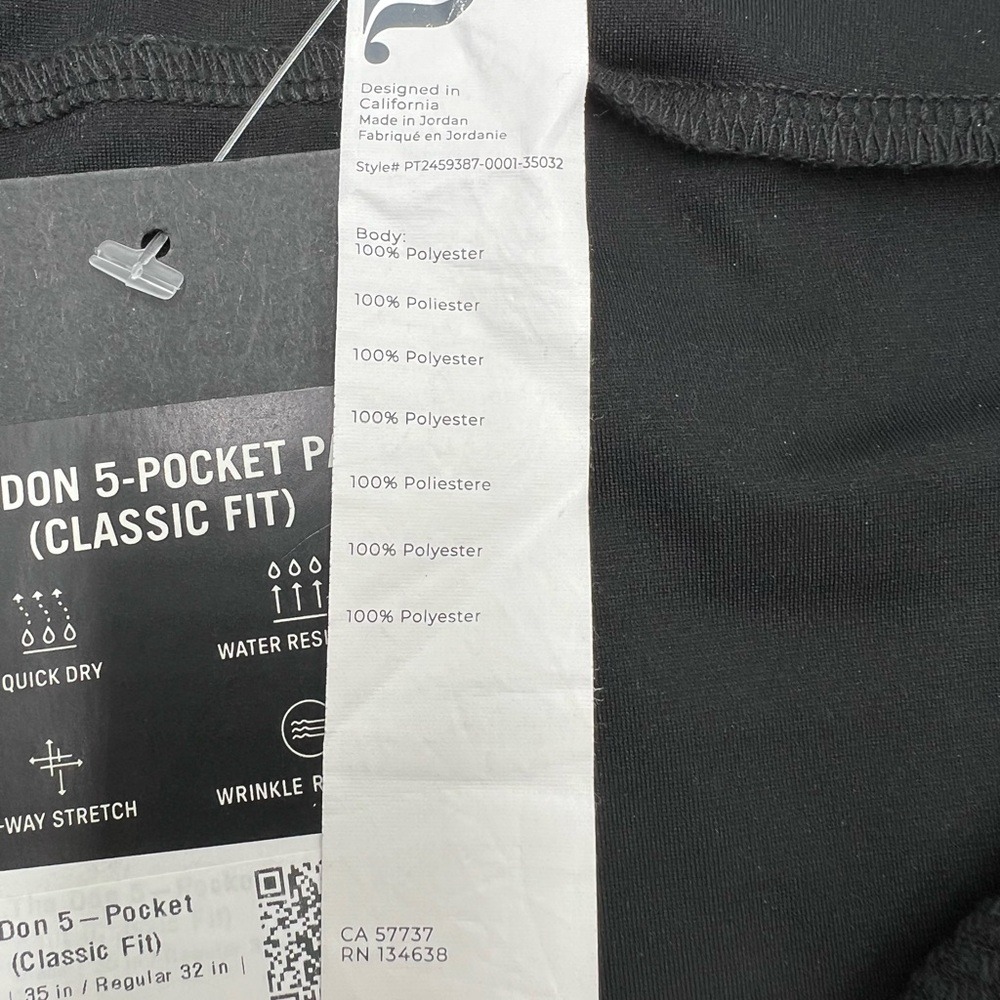 Designed in
California
Made in Jordan
Fabriqué en Jordanie
Style# PT2459387-0001-35032
Body:
100% Polyester
100% Poliester
100% Polyester
100% Polyester
100% Poliestere
100% Polyester
100% Polyester
CA 57737
RN 134638
DON 5-POCKET PA
(CLASSIC FIT)
QUICK DRY
WATER RESI
-WAY STRETCH
WRINKLE R
Don 5-Pocket
(Classic Fit)
| 35 in / Regular 32 in |